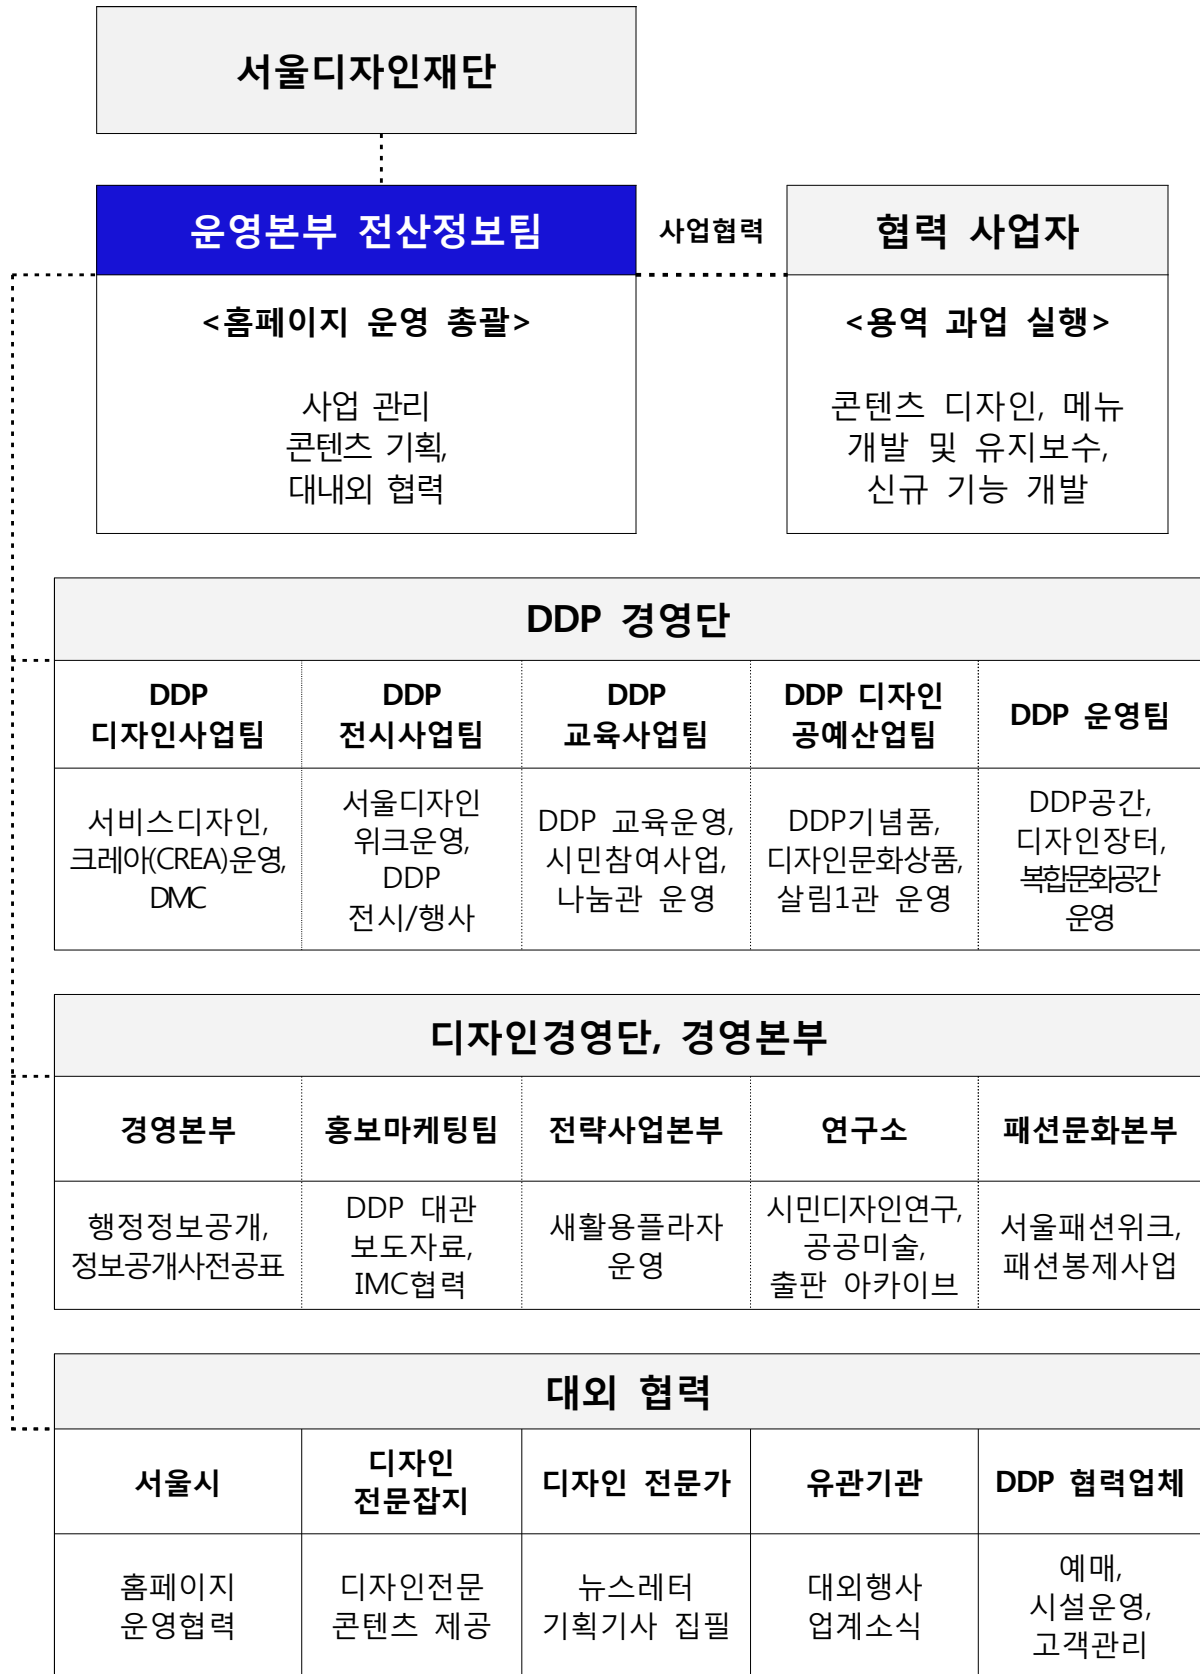 서울디자인재단
운영본부 전산정보팀
사업협력
협력 사업자
<홈페이지 운영 총괄>
사업 관리
콘텐츠 기획,
대내외 협력
<용역 과업 실행>
콘텐츠 디자인, 메뉴
개발 및 유지보수,
신규 기능 개발
DDP 경영단
DDP
디자인사업팀
DDP
전시사업팀
DDP
교육사업팀
DDP 디자인
공예산업팀
DDP 운영팀
서비스디자인,
크레아(CREA)운영,
DMC
서울디자인
위크운영,
DDP
전시/행사
DDP 교육운영,
시민참여사업,
나눔관 운영
DDP기념품,
디자인문화상품,
살림1관 운영
DDP공간,
디자인장터,
복합문화공간
운영
디자인경영단, 경영본부
경영본부
홍보마케팅팀
전략사업본부
연구소
패션문화본부
행정정보공개,
정보공개사전공표
DDP 대관
보도자료,
IMC협력
새활용플라자
운영
시민디자인연구,
공공미술,
출판 아카이브
서울패션위크,
패션봉제사업
대외 협력
서울시
디자인
전문잡지
디자인 전문가
유관기관
DDP 협력업체
홈페이지
운영협력
디자인전문
콘텐츠 제공
뉴스레터
기획기사 집필
대외행사
업계소식
예매,
시설운영,
고객관리